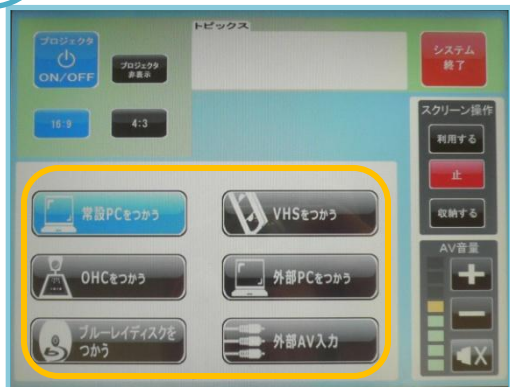 トピックス
プロジェクタ
ON/OFF
プロジェクタ
非表示
システム
終了
16:9
4:3
スクリーン操作
利用する
止
収納する
常設PCをつかう
VHSをつかう
OHCをつかう
外部PCをつかう
ブルーレイディスクを
つかう
外部AV入力
AV音量